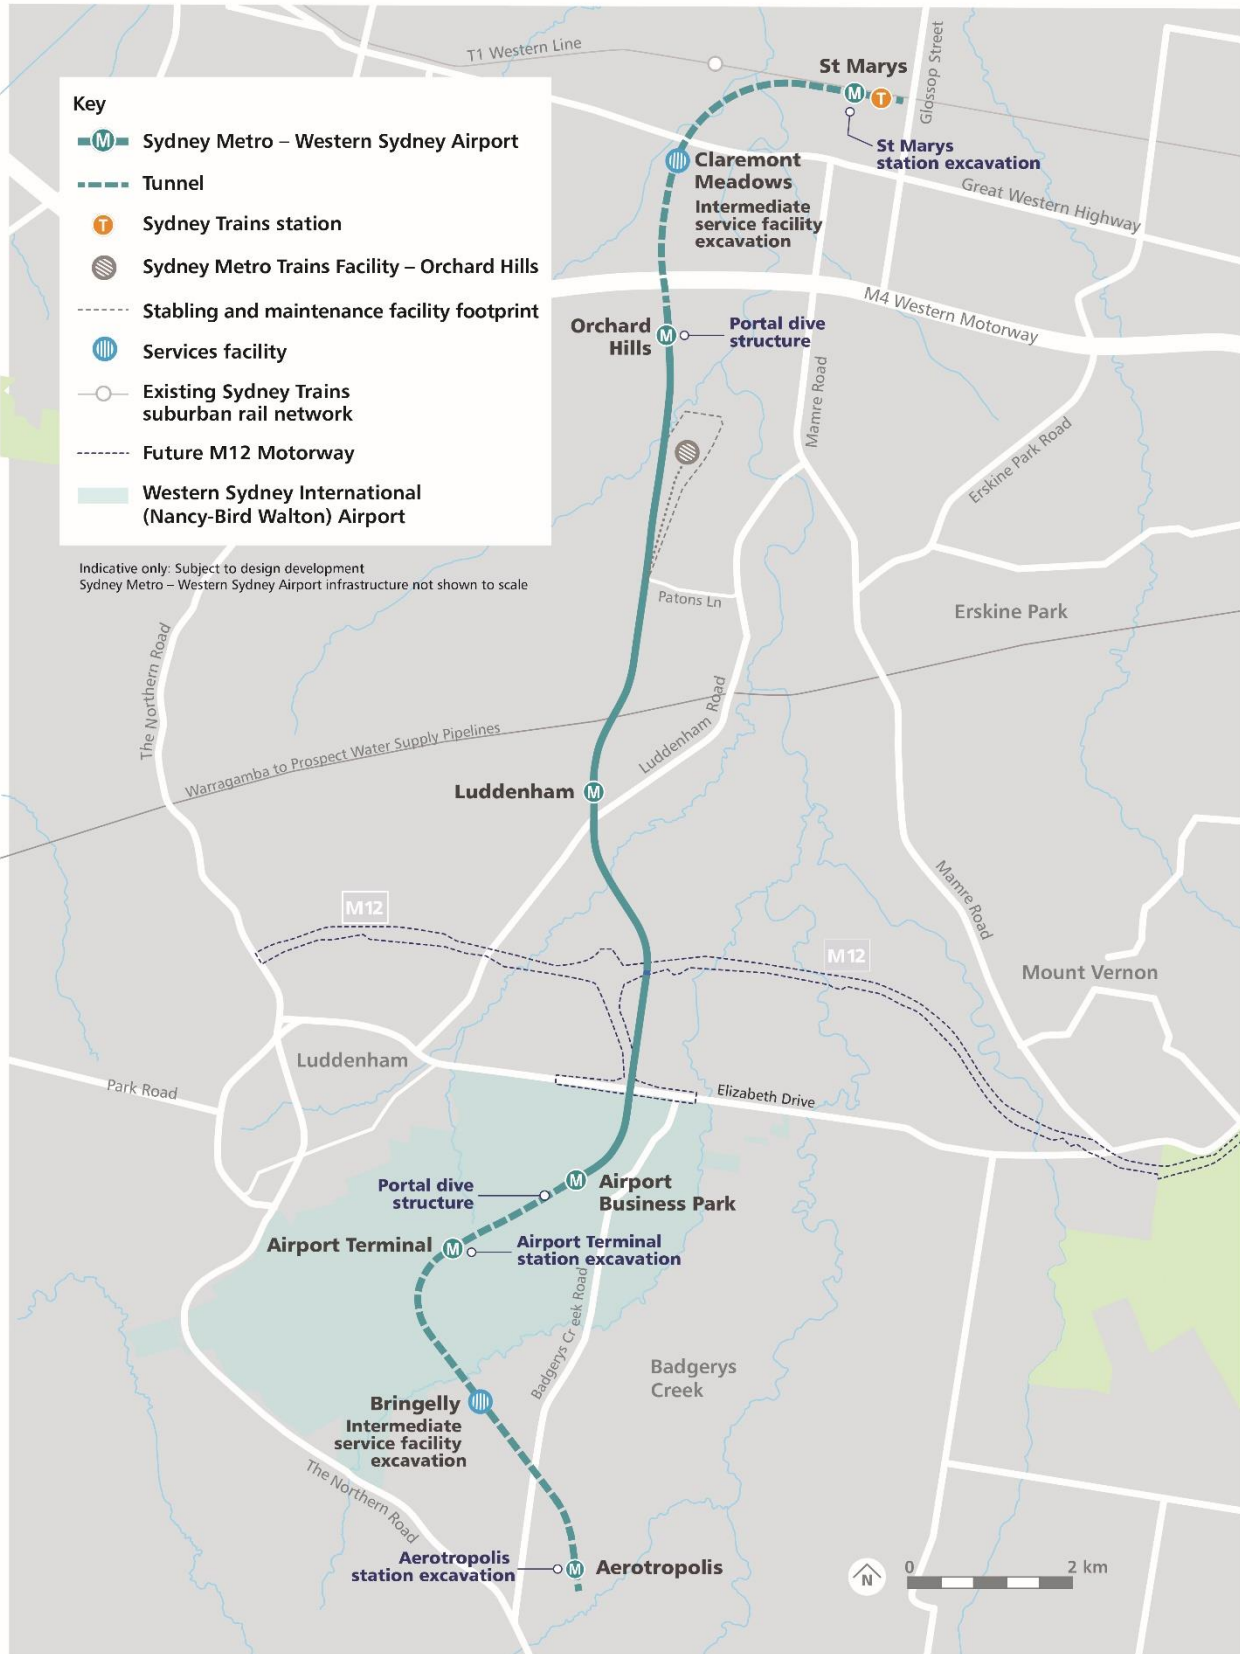 T1 Western Line
St Marys
Glossop Street
M
T
St Marys
station excavation
Key
M
Sydney Metro – Western Sydney Airport
Tunnel
T
Sydney Trains station
Sydney Metro Trains Facility – Orchard Hills
Stabling and maintenance facility footprint
Services facility
Existing Sydney Trains
suburban rail network
Future M12 Motorway
Western Sydney International
(Nancy-Bird Walton) Airport
Indicative only: Subject to design development
Sydney Metro – Western Sydney Airport infrastructure not shown to scale
Claremont
Meadows
Intermediate
service facility
excavation
Great Western Highway
M4 Western Motorway
Orchard
Hills
M
Portal dive
structure
Mamre Road
Erskine Park Road
Patons Ln
Erskine Park
The Northern Road
Luddenham Road
Warragamba to Prospect Water Supply Pipelines
Luddenham
M
Mamre Road
M12
M12
Mount Vernon
Luddenham
Park Road
Elizabeth Drive
Portal dive
structure
M
Airport
Business Park
Airport Terminal
M
Airport Terminal
station excavation
Badgerys Cr eek Road
Badgerys
Creek
Bringelly
Intermediate
service facility
excavation
The Northern Road
Aerotropolis
station excavation
M
Aerotropolis
N
0
2 km